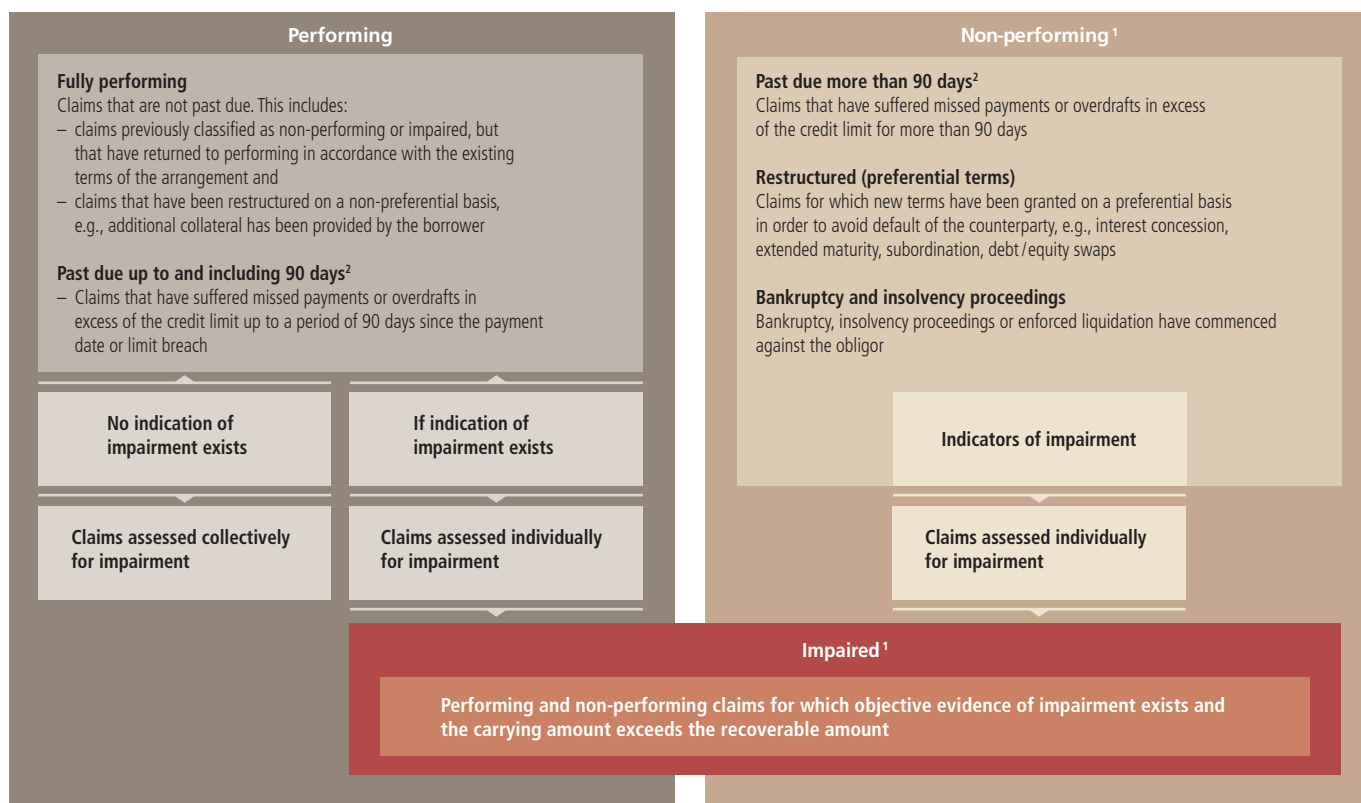 Performing
Fully performing
Claims that are not past due. This includes:
– claims previously classified as non-performing or impaired, but
that have returned to performing in accordance with the existing
terms of the arrangement and
– claims that have been restructured on a non-preferential basis,
e.g., additional collateral has been provided by the borrower
Past due up to and including 90 days²
– Claims that have suffered missed payments or overdrafts in
excess of the credit limit up to a period of 90 days since the payment
date or limit breach
No indication of
impairment exists
If indication of
impairment exists
Claims assessed collectively
for impairment
Claims assessed individually
for impairment
Non-performing¹
Past due more than 90 days²
Claims that have suffered missed payments or overdrafts in excess
of the credit limit for more than 90 days
Restructured (preferential terms)
Claims for which new terms have been granted on a preferential basis
in order to avoid default of the counterparty, e.g., interest concession,
extended maturity, subordination, debt / equity swaps
Bankruptcy and insolvency proceedings
Bankruptcy, insolvency proceedings or enforced liquidation have commenced
against the obligor
Indicators of impairment
Claims assessed individually
for impairment
Impaired¹
Performing and non-performing claims for which objective evidence of impairment exists and
the carrying amount exceeds the recoverable amount